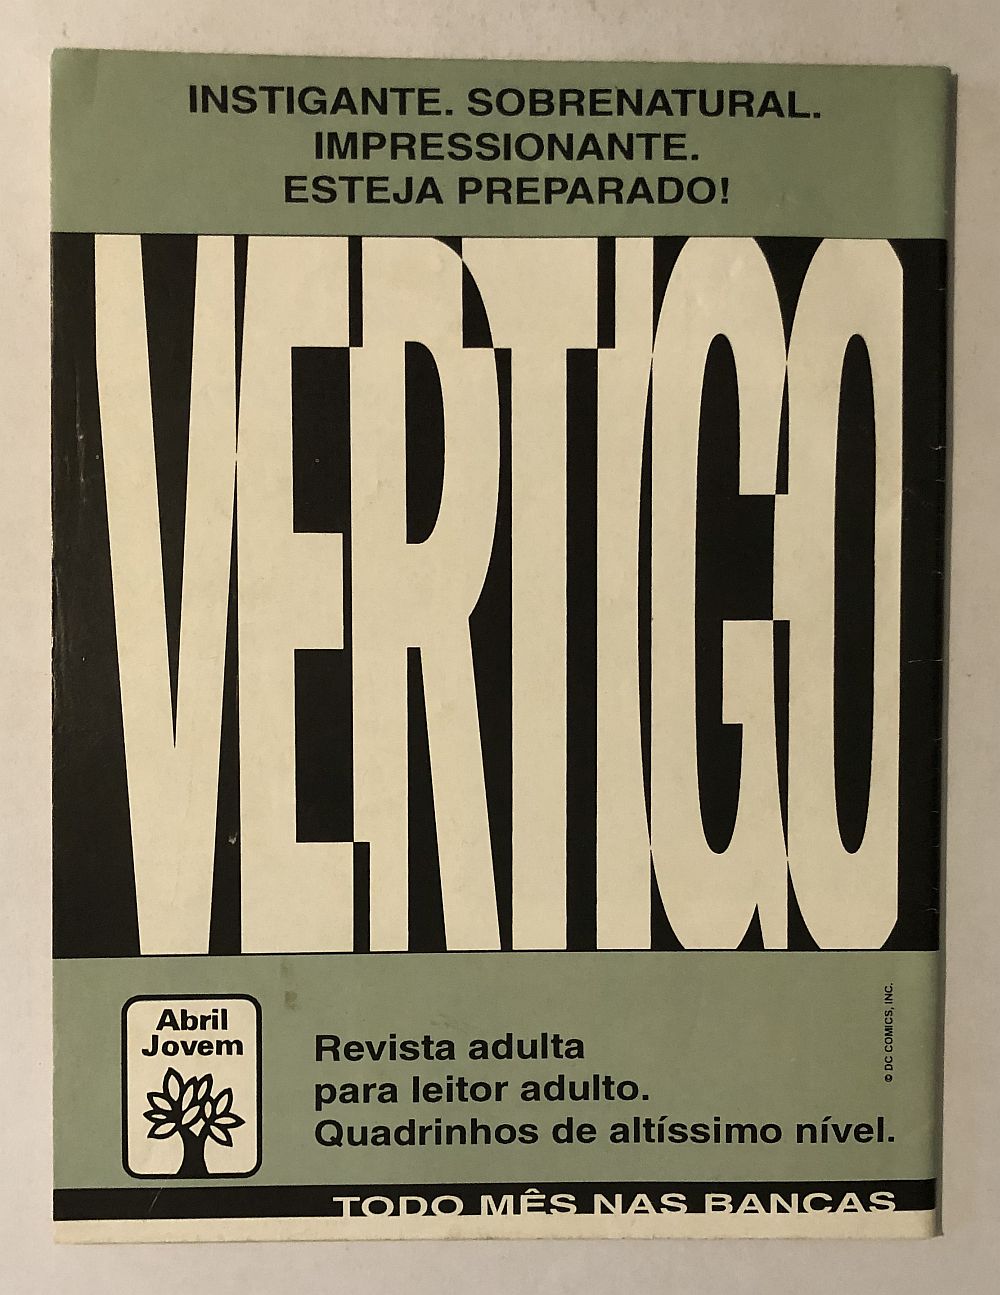 INSTIGANTE. SOBRENATURAL.
IMPRESSIONANTE.
ESTEJA PREPARADO!
VERTIGO
Abril
Jovem
Revista adulta
para leitor adulto.
Quadrinhos de altíssimo nível.
© DC COMICS, INC.
TODO MÊS NAS BANCAS